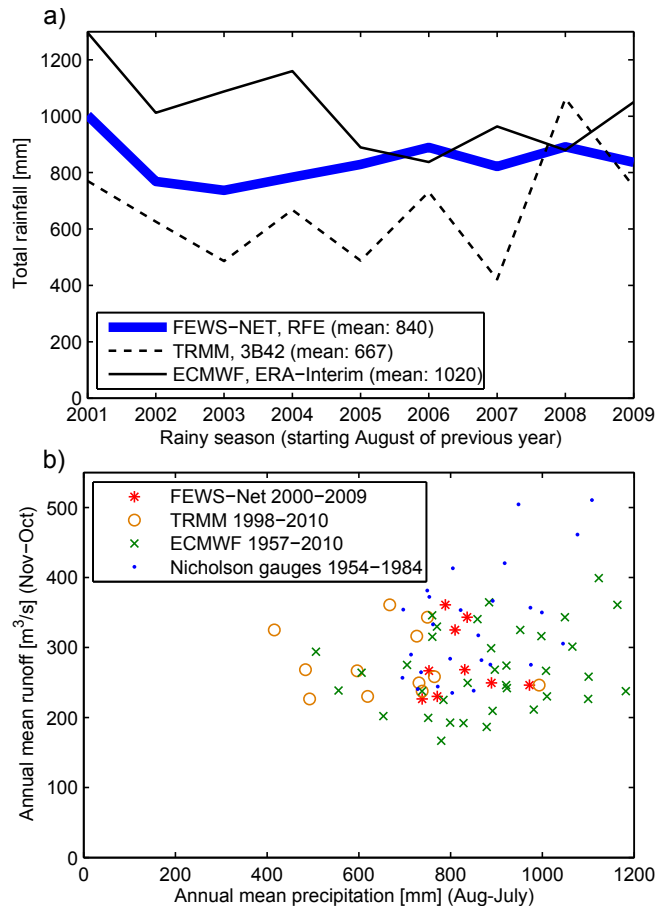 a)
Total rainfall [mm]
1200
1000
800
600
400
200
0
FEWS−NET, RFE (mean: 840)
TRMM, 3B42 (mean: 667)
ECMWF, ERA−Interim (mean: 1020)
2001 2002 2003 2004 2005 2006 2007 2008 2009
Rainy season (starting August of previous year)
b)
Annual mean runoff [m³/s] (Nov−Oct)
500
400
300
200
100
0
FEWS−Net 2000−2009
TRMM 1998−2010
ECMWF 1957−2010
Nicholson gauges 1954−1984
0 200 400 600 800 1000 1200
Annual mean precipitation [mm] (Aug−July)